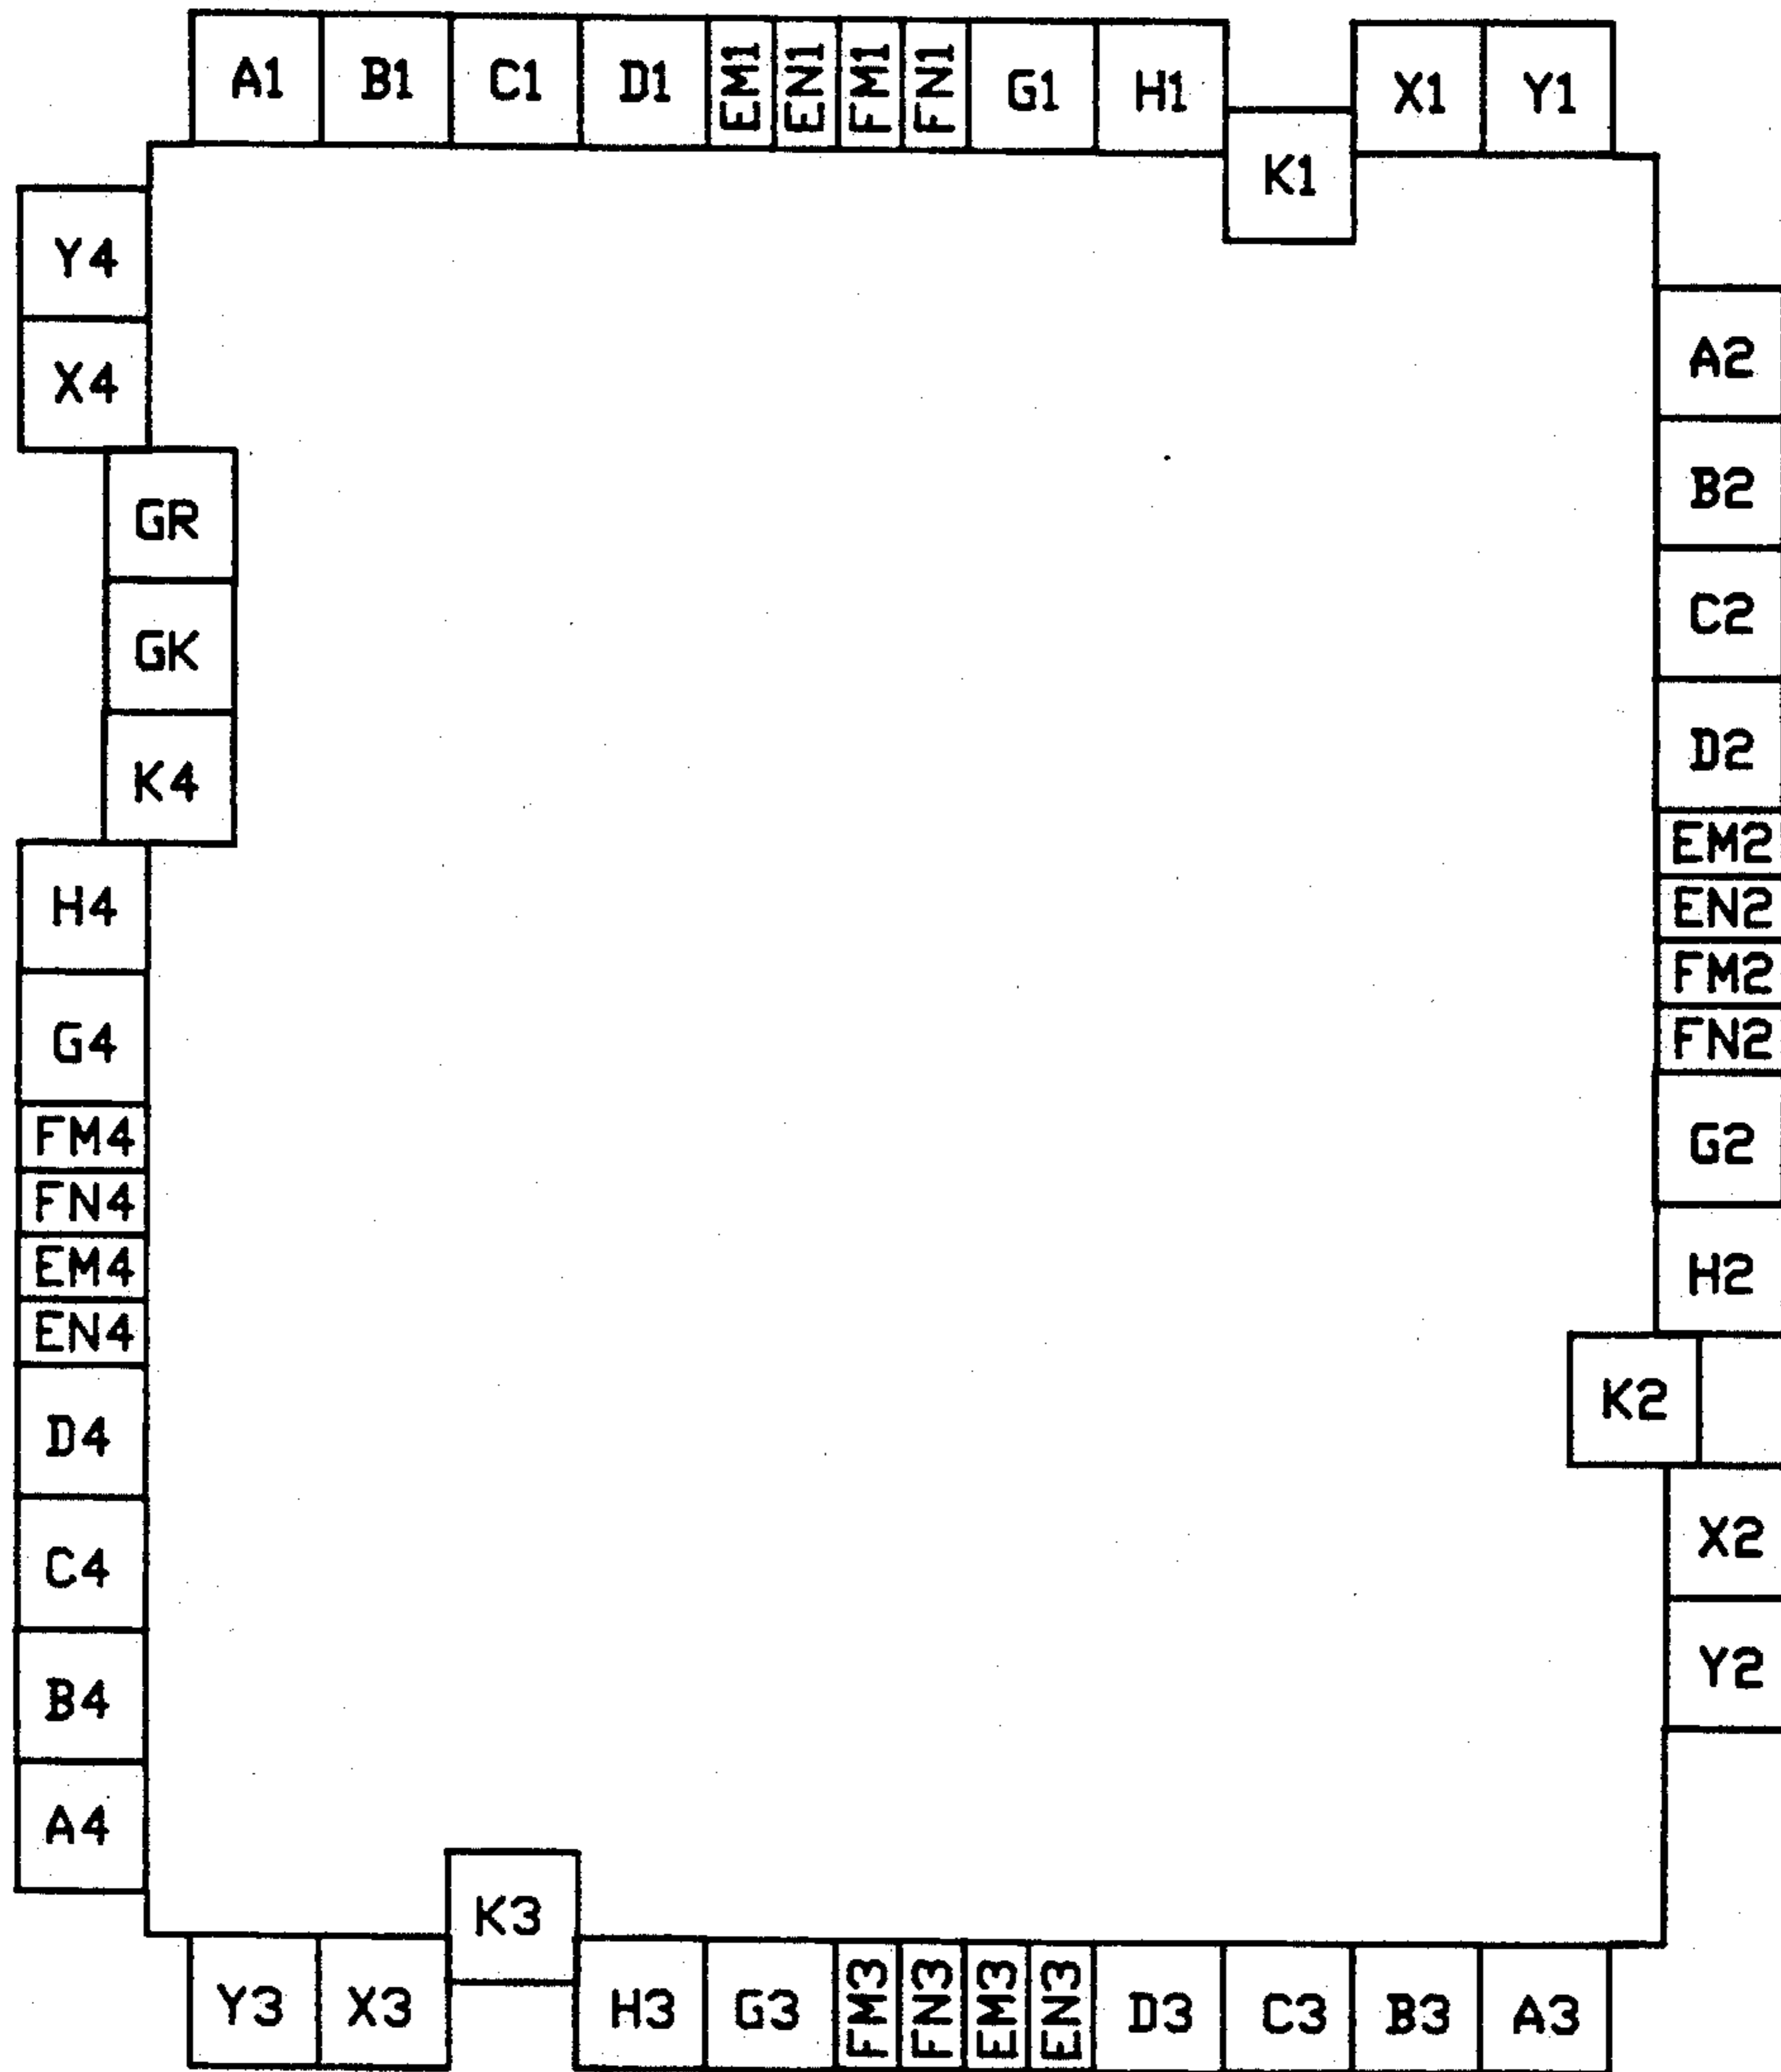 A1 B1 C1 D1 EM1 EN1 FM1 FN1 G1 H1 X1 Y1
K1
Y4
A2
X4
B2
GR
C2
GK
D2
K4
EM2
H4
EN2
FM2
G4
FN2
FM4
G2
FN4
EM4
H2
EN4
K2
D4
X2
C4
Y2
B4
A4
K3
Y3 X3 H3 G3 FM3 FN3 EM3 EN3 D3 C3 B3 A3